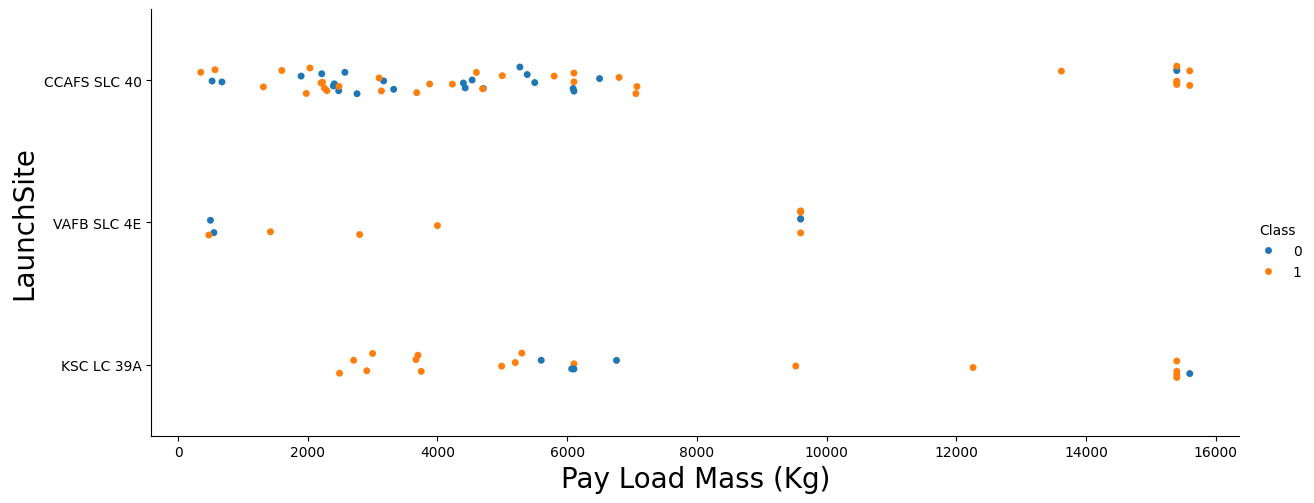 CCAFS SLC 40
VAFB SLC 4E
KSC LC 39A
LaunchSite
0 2000 4000 6000 8000 10000 12000 14000 16000
Pay Load Mass (Kg)
Class
0
1